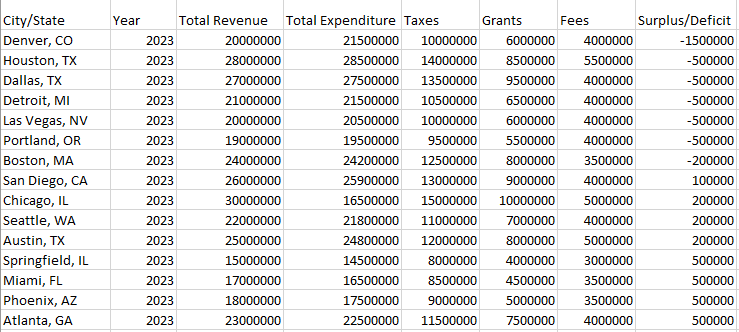 City/State Year Total Revenue Total Expenditure Taxes Grants Fees Surplus/Deficit
Denver, CO 2023 20000000 21500000 10000000 6000000 4000000 -1500000
Houston, TX 2023 28000000 28500000 14000000 8500000 5500000 -500000
Dallas, TX 2023 27000000 27500000 13500000 9500000 4000000 -500000
Detroit, MI 2023 21000000 21500000 10500000 6500000 4000000 -500000
Las Vegas, NV 2023 20000000 20500000 10000000 6000000 4000000 -500000
Portland, OR 2023 19000000 19500000 9500000 5500000 4000000 -500000
Boston, MA 2023 24000000 24200000 12500000 8000000 3500000 -200000
San Diego, CA 2023 26000000 25900000 13000000 9000000 4000000 100000
Chicago, IL 2023 30000000 16500000 15000000 10000000 5000000 200000
Seattle, WA 2023 22000000 21800000 11000000 7000000 4000000 200000
Austin, TX 2023 25000000 24800000 12000000 8000000 5000000 200000
Springfield, IL 2023 15000000 14500000 8000000 4000000 3000000 500000
Miami, FL 2023 17000000 16500000 8500000 4500000 3500000 500000
Phoenix, AZ 2023 18000000 17500000 9000000 5000000 3500000 500000
Atlanta, GA 2023 23000000 22500000 11500000 7500000 4000000 500000